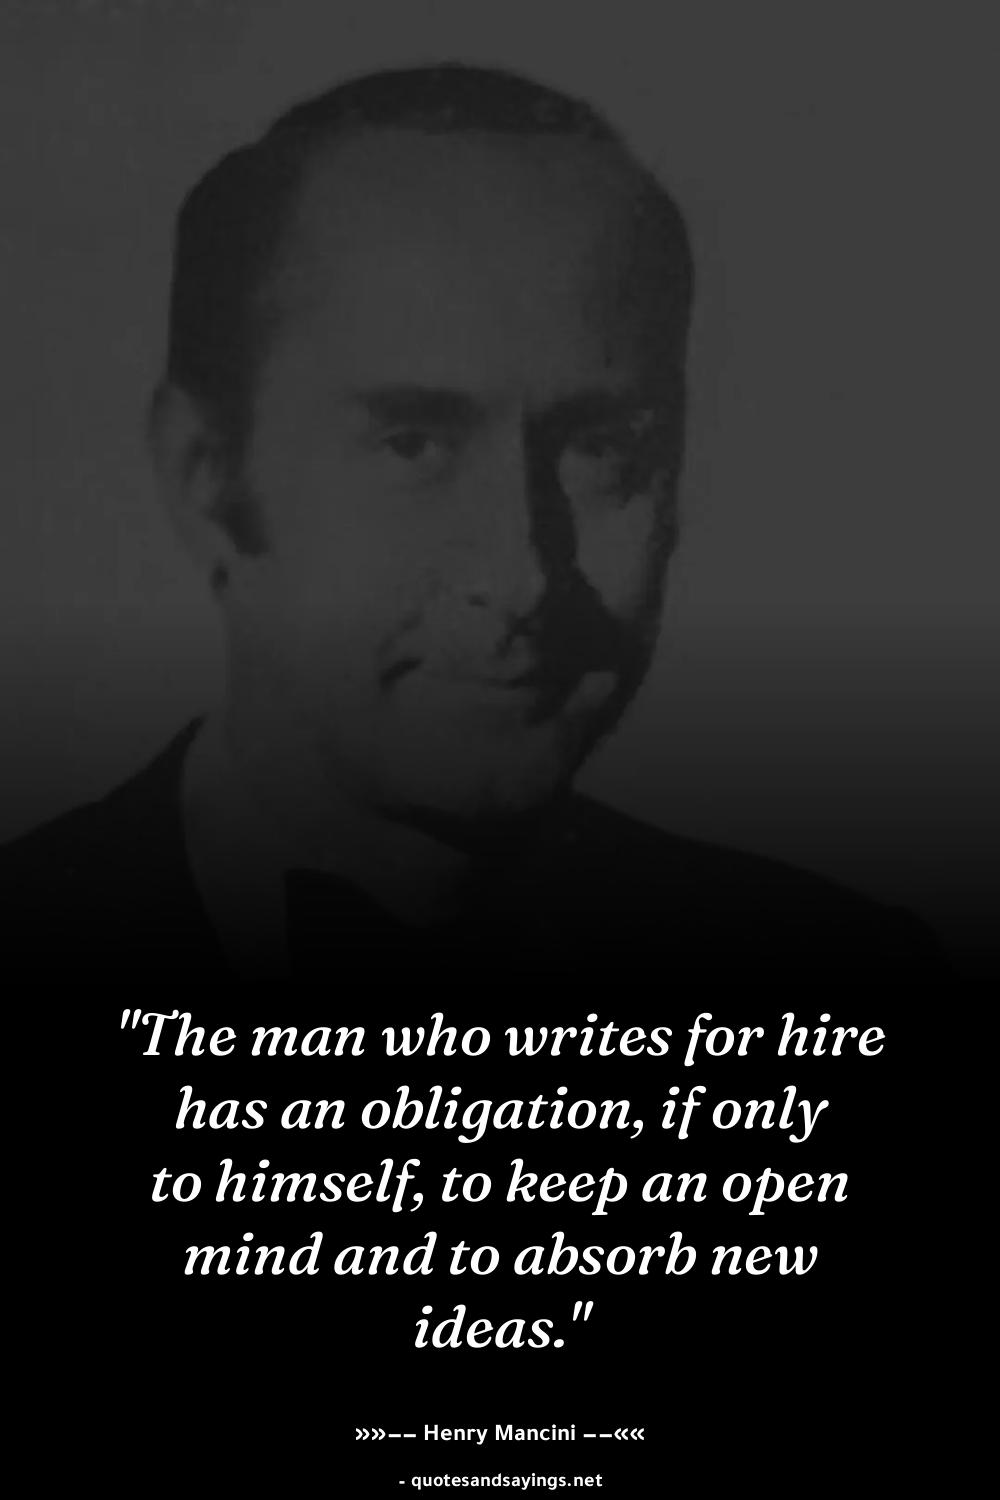 "The man who writes for hire
has an obligation, if only
to himself, to keep an open
mind and to absorb new
ideas."
»»–– Henry Mancini ––««
- quotesandsayings.net